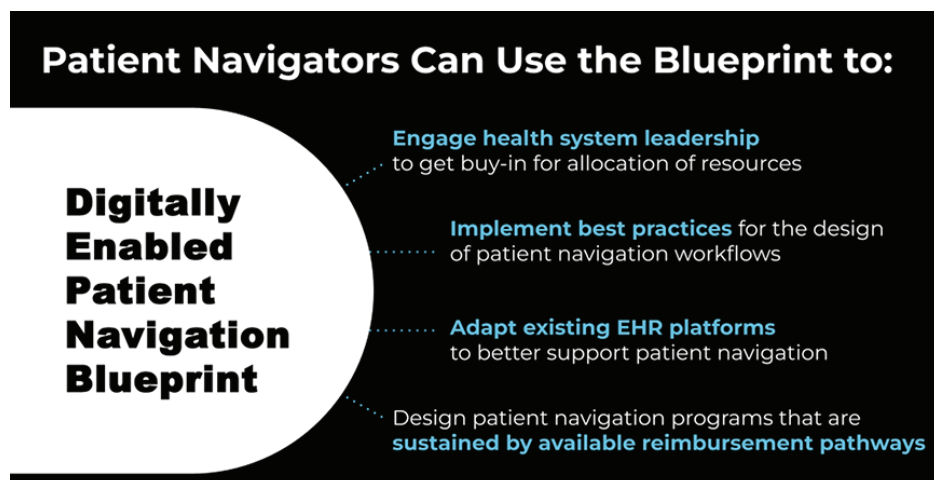 Patient Navigators Can Use the Blueprint to:
Digitally
Enabled
Patient
Navigation
Blueprint
Engage health system leadership
to get buy-in for allocation of resources
Implement best practices for the design
of patient navigation workflows
Adapt existing EHR platforms
to better support patient navigation
Design patient navigation programs that are
sustained by available reimbursement pathways